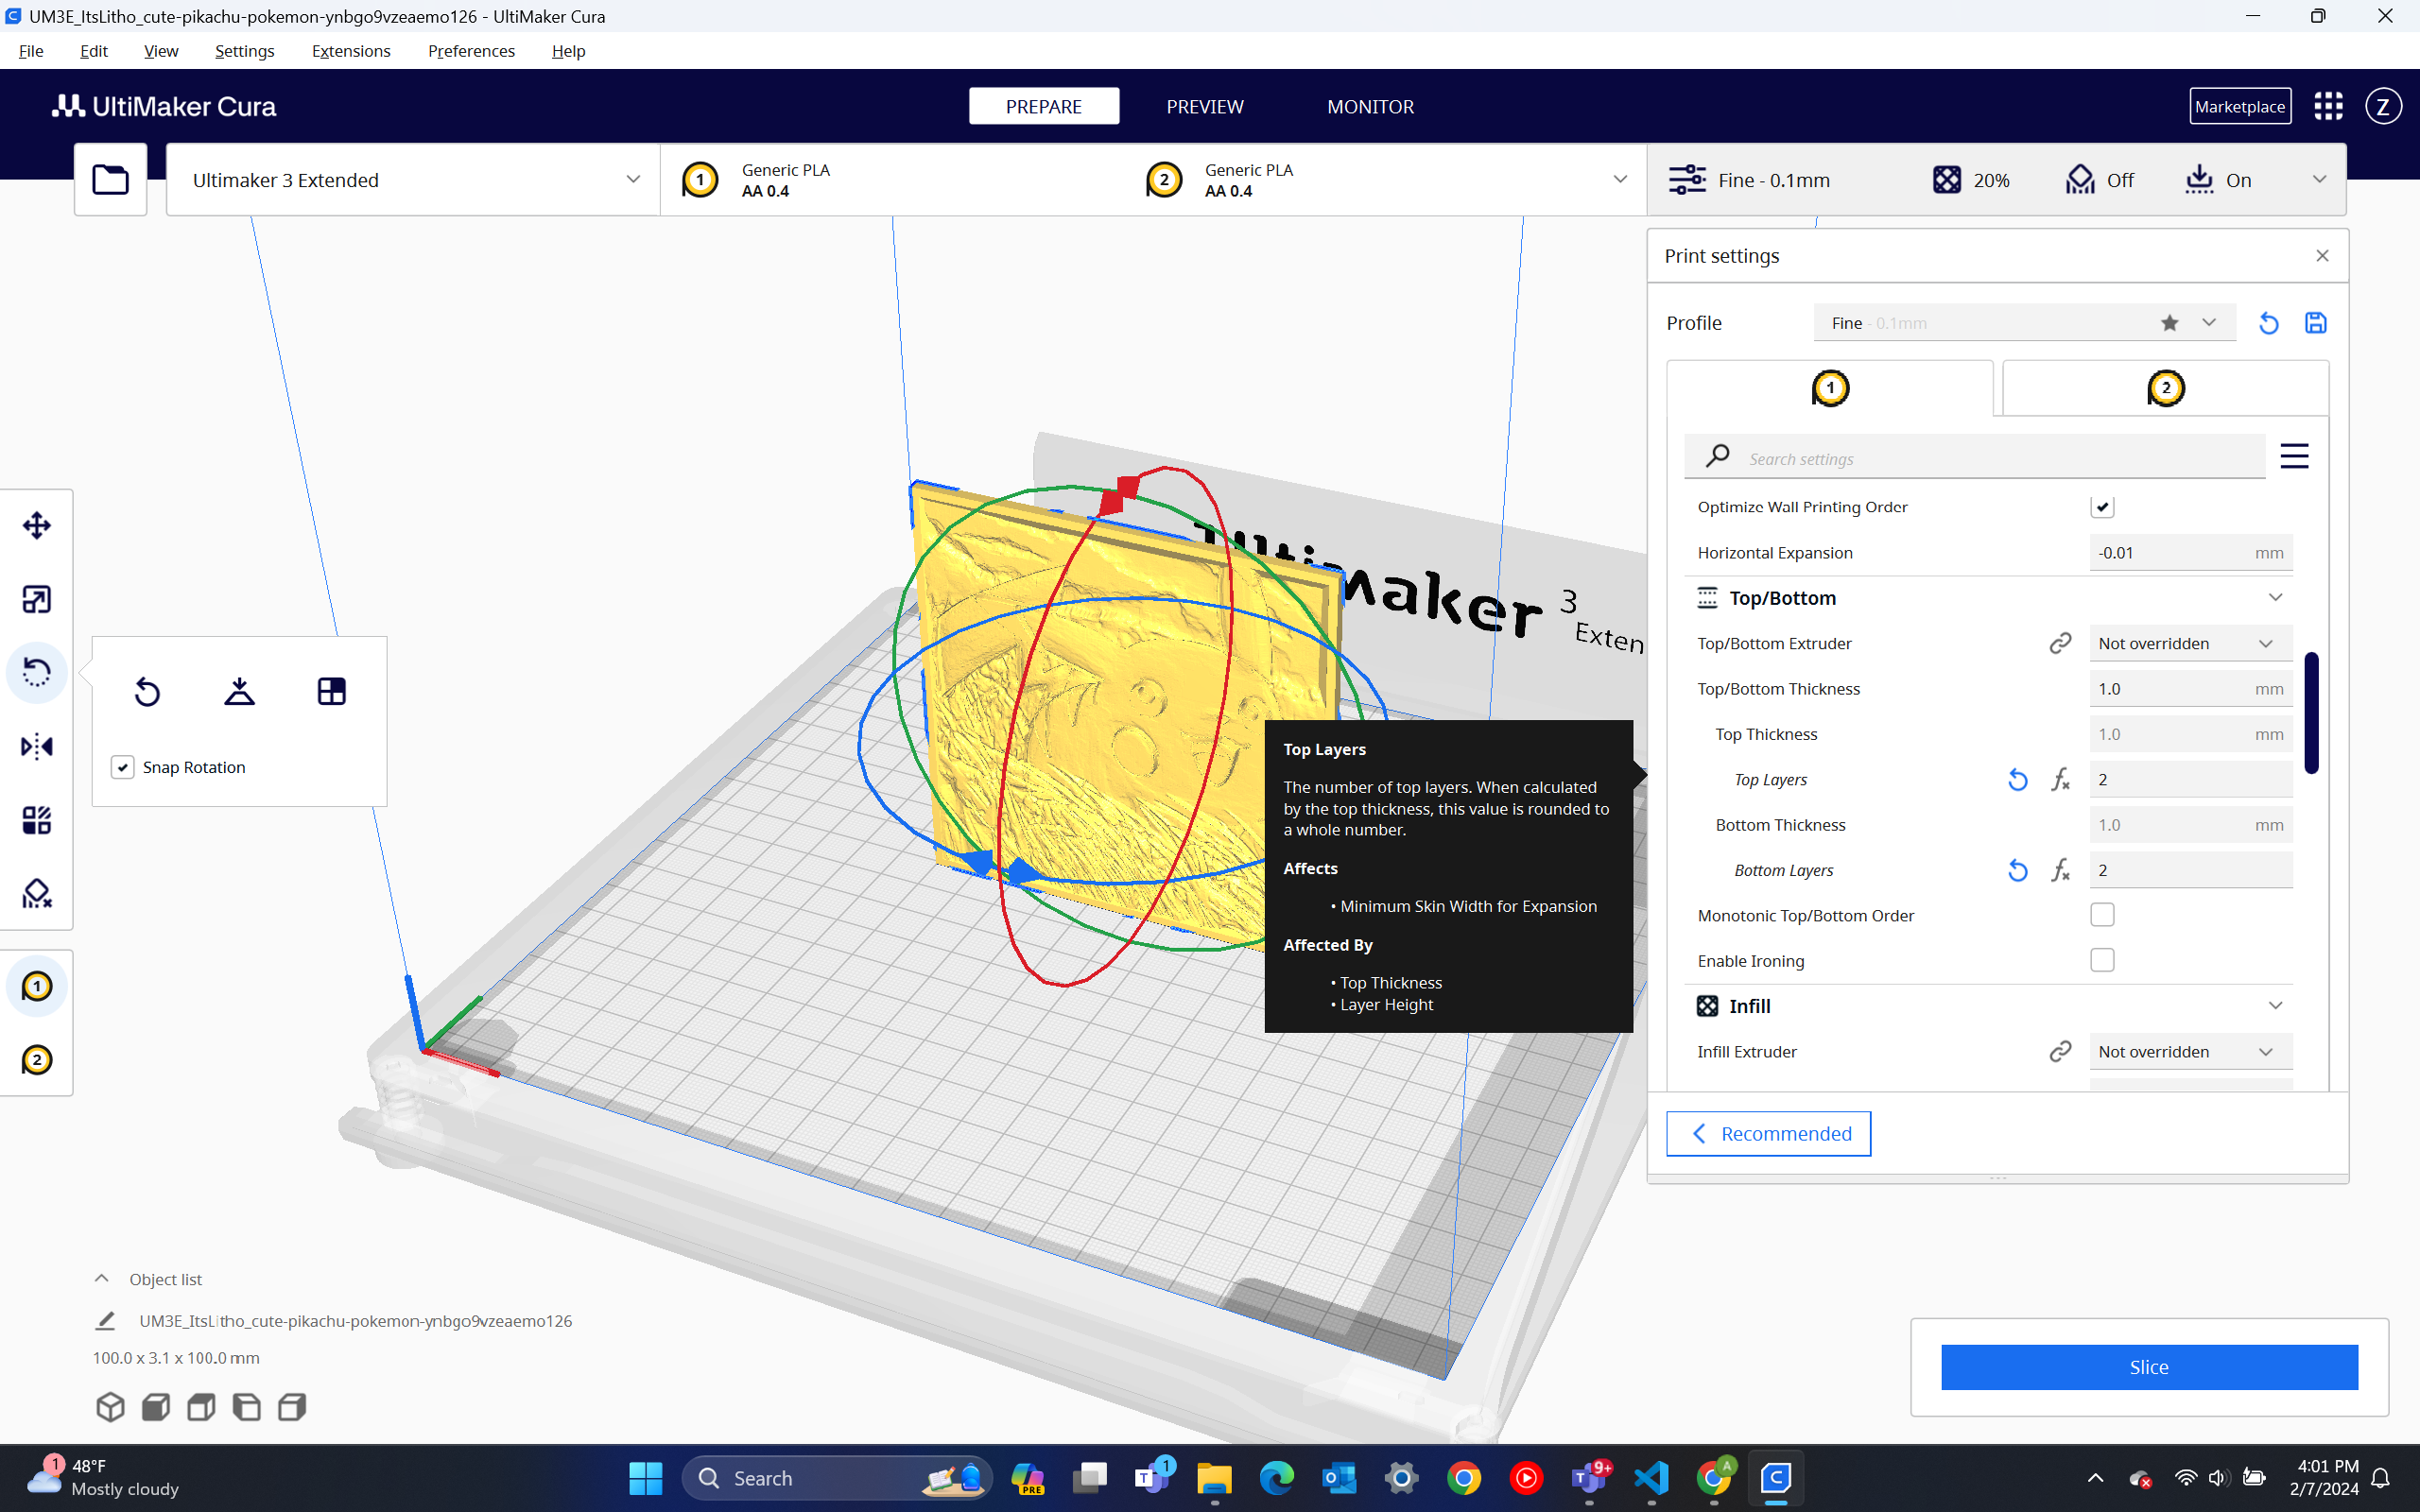 UM3E_ItsLitho_cute-pikachu-pokemon-ynbgo9vzeaemo126 - UltiMaker Cura
File Edit View Settings Extensions Preferences Help
UltiMaker Cura
PREPARE PREVIEW MONITOR
Marketplace
Z
Ultimaker 3 Extended
1
Generic PLA
AA 0.4
2
Generic PLA
AA 0.4
Fine - 0.1mm
20%
Off
On
Print settings
Profile
Fine - 0.1mm
1
2
Search settings
Optimize Wall Printing Order
Horizontal Expansion -0.01 mm
Top/Bottom
Top/Bottom Extruder Not overridden
Top/Bottom Thickness 1.0 mm
Top Thickness 1.0 mm
Top Layers 2
Bottom Thickness 1.0 mm
Bottom Layers 2
Monotonic Top/Bottom Order
Enable Ironing
Infill
Infill Extruder Not overridden
Recommended
Slice
Snap Rotation
1
2
Ultimaker 3
Exten
Top Layers
The number of top layers. When calculated
by the top thickness, this value is rounded to
a whole number.
Affects
• Minimum Skin Width for Expansion
Affected By
• Top Thickness
• Layer Height
Object list
UM3E_ItsLitho_cute-pikachu-pokemon-ynbgo9vzeaemo126
100.0 x 3.1 x 100.0 mm
1
48°F
Mostly cloudy
Search
PRE
1
9+
A
4:01 PM
2/7/2024